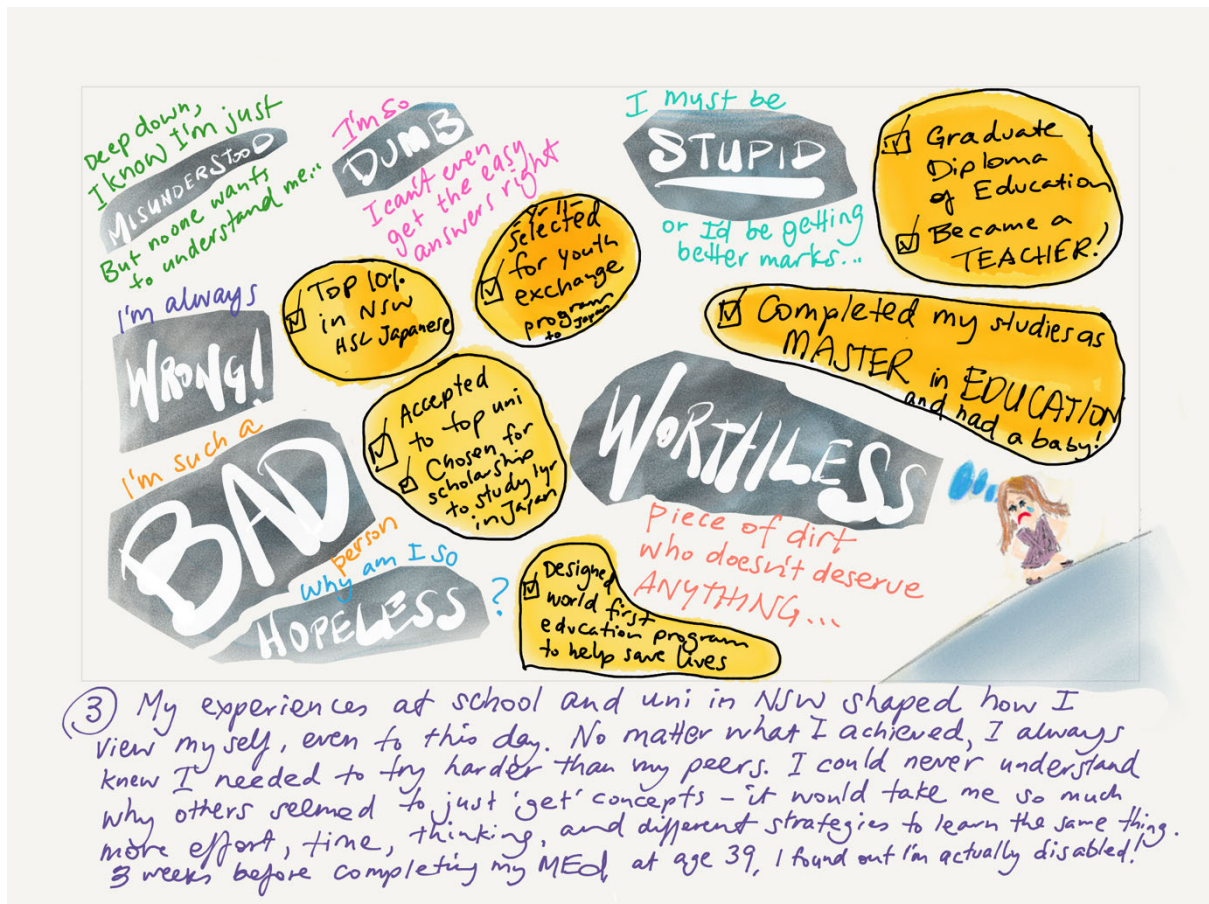 Deep down,
I know I'm just
MISUNDERSTOOD
But no one wants
to understand me...
I'm so
DUMB
I can't even
get the easy
answers right
I must be
STUPID
or I'd be getting
better marks...
Graduate
Diploma
of Education
Became a
TEACHER!
I'm always
WRONG!
Top 10%
in NSW
HSC Japanese
selected
for youth
exchange
program
to
Japan
Completed my studies as
MASTER in EDUCATION
and had a baby!
I'm such a
BAD
person
Accepted
to top uni
Chosen for
scholarship
to study 1yr
in Japan
WORTHLESS
piece of dirt
who doesn't deserve
ANYTHING...
why am I so
HOPELESS ?
Designed
world first
education program
to help save lives
3 My experiences at school and uni in NSW shaped how I
view myself, even to this day. No matter what I achieved, I always
knew I needed to try harder than my peers. I could never understand
why others seemed to just 'get' concepts - it would take me so much
more effort, time, thinking, and different strategies to learn the same thing.
3 weeks before completing my MEd, at age 39, I found out I'm actually disabled!